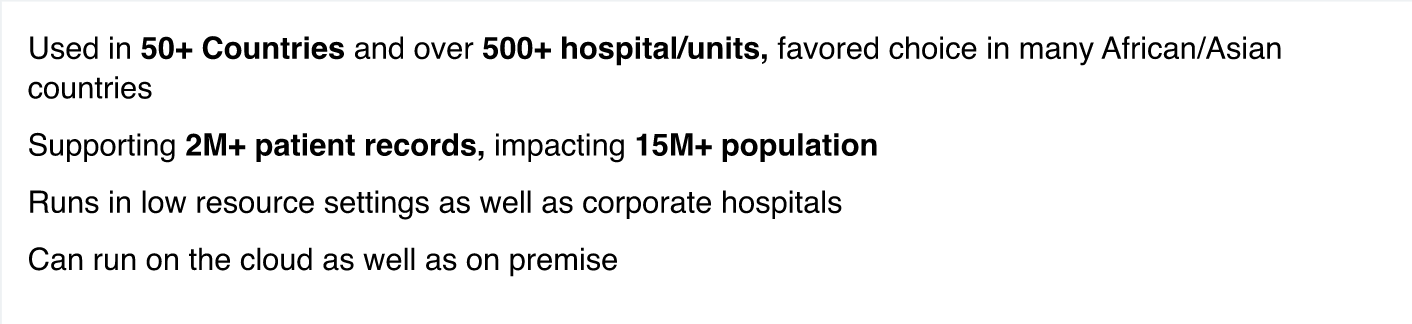 Used in 50+ Countries and over 500+ hospital/units, favored choice in many African/Asian
countries
Supporting 2M+ patient records, impacting 15M+ population
Runs in low resource settings as well as corporate hospitals
Can run on the cloud as well as on premise